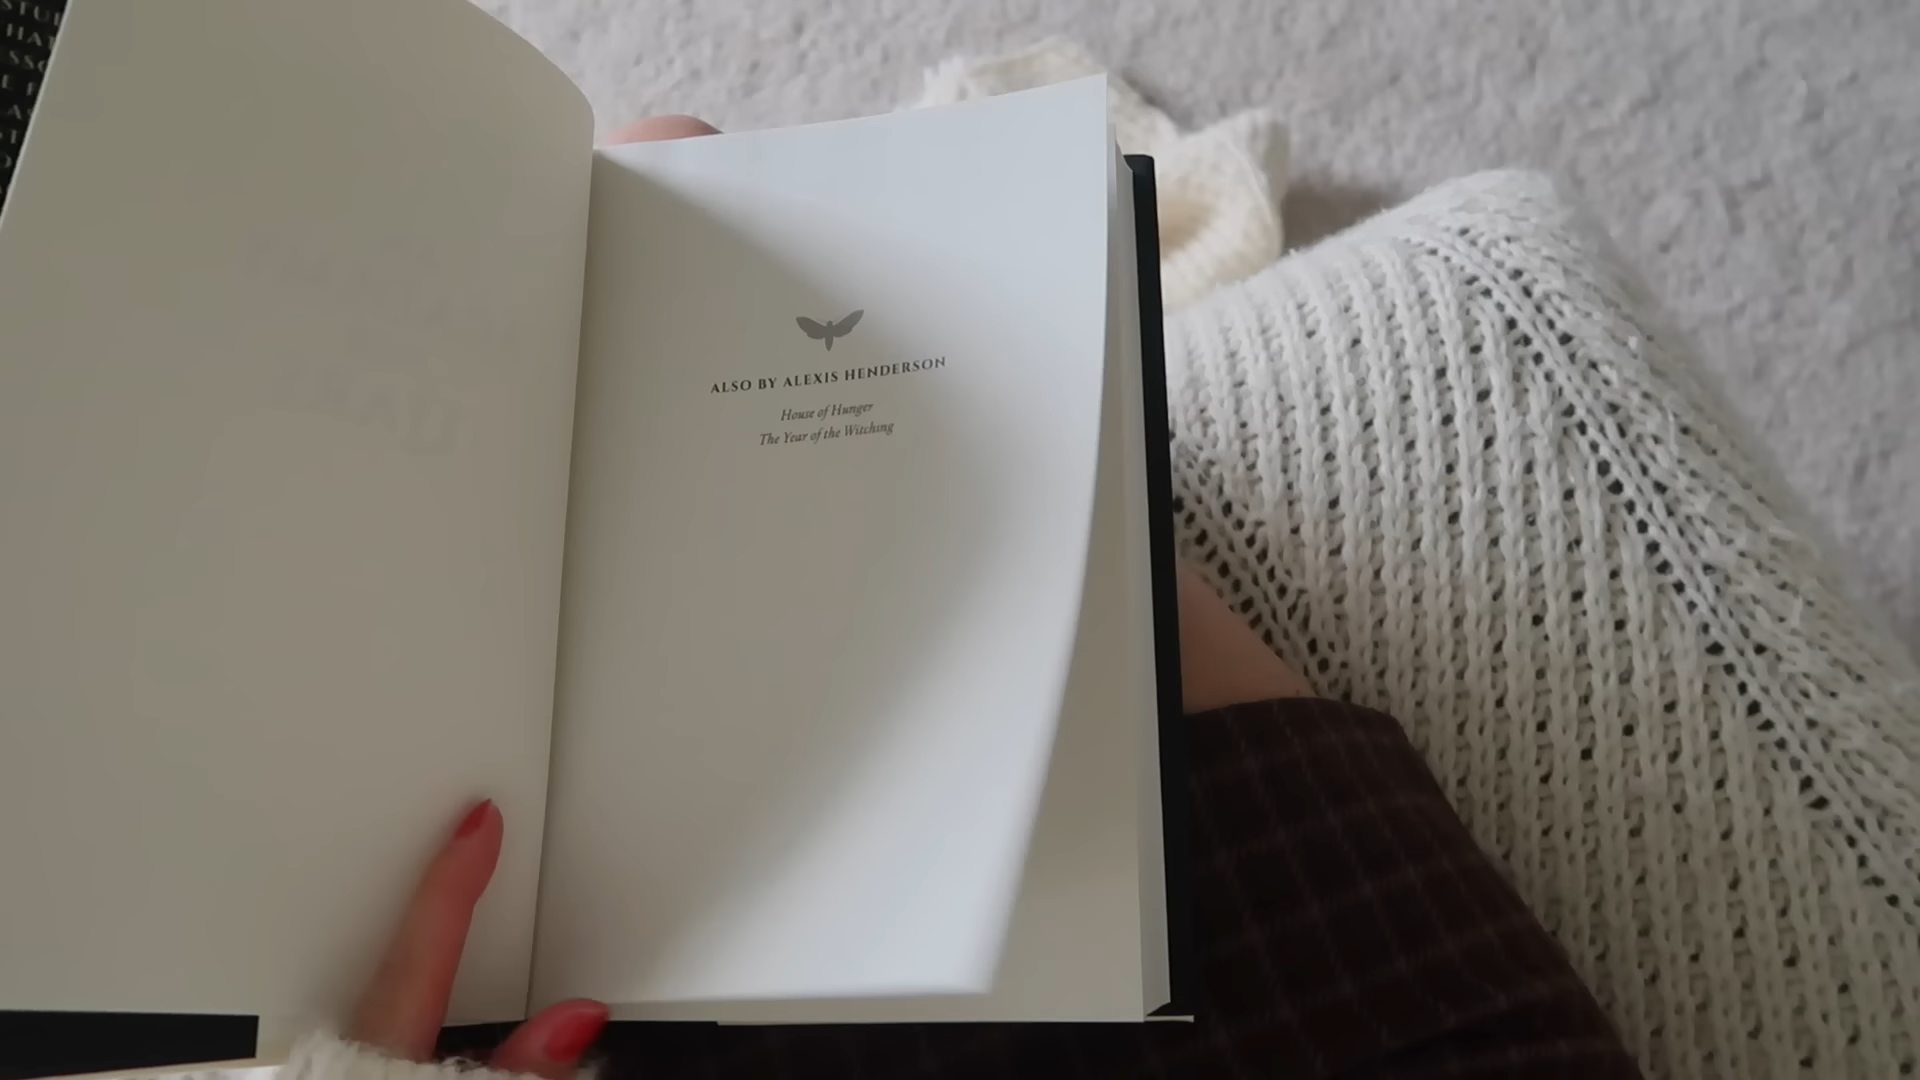 ALSO BY ALEXIS HENDERSON
House of Hunger
The Year of the Witching